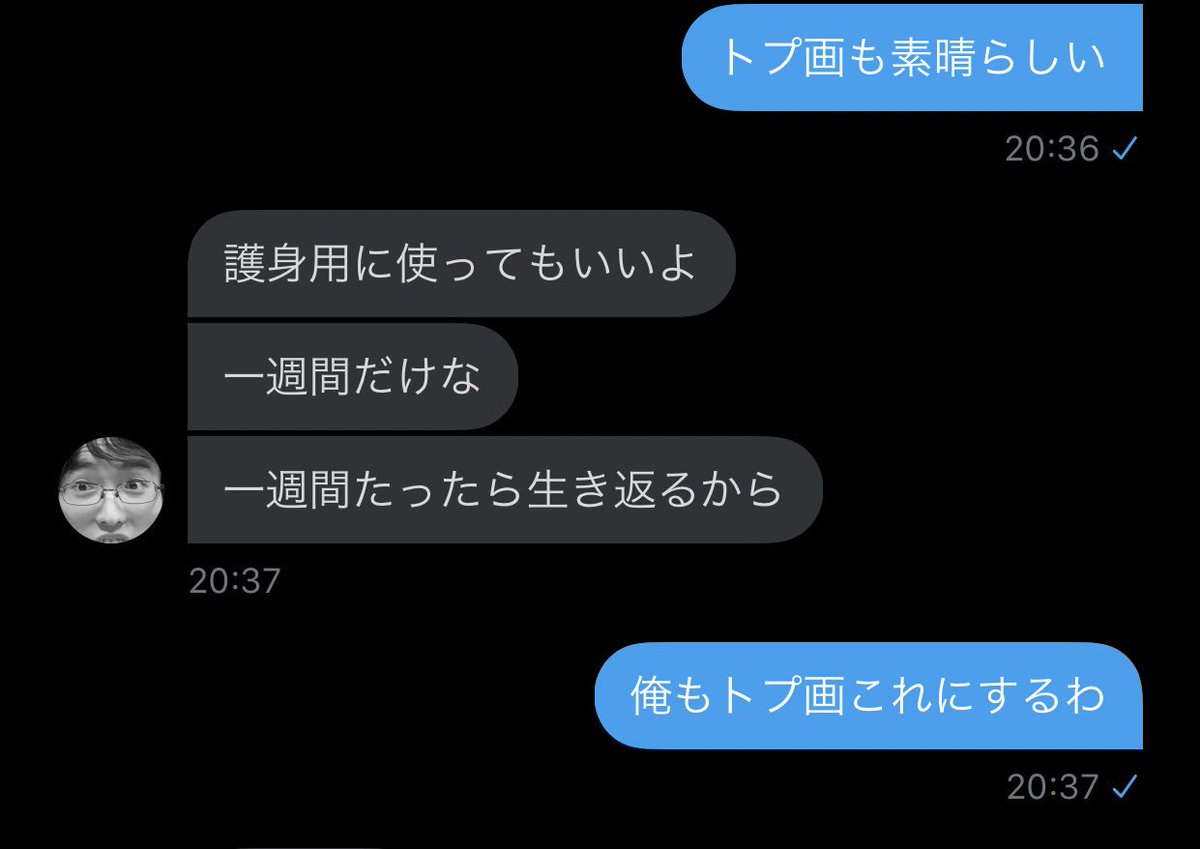 トプ画も素晴らしい
20:36
護身用に使ってもいいよ
一週間だけな
一週間たったら生き返るから
20:37
俺もトプ画これにするわ
20:37